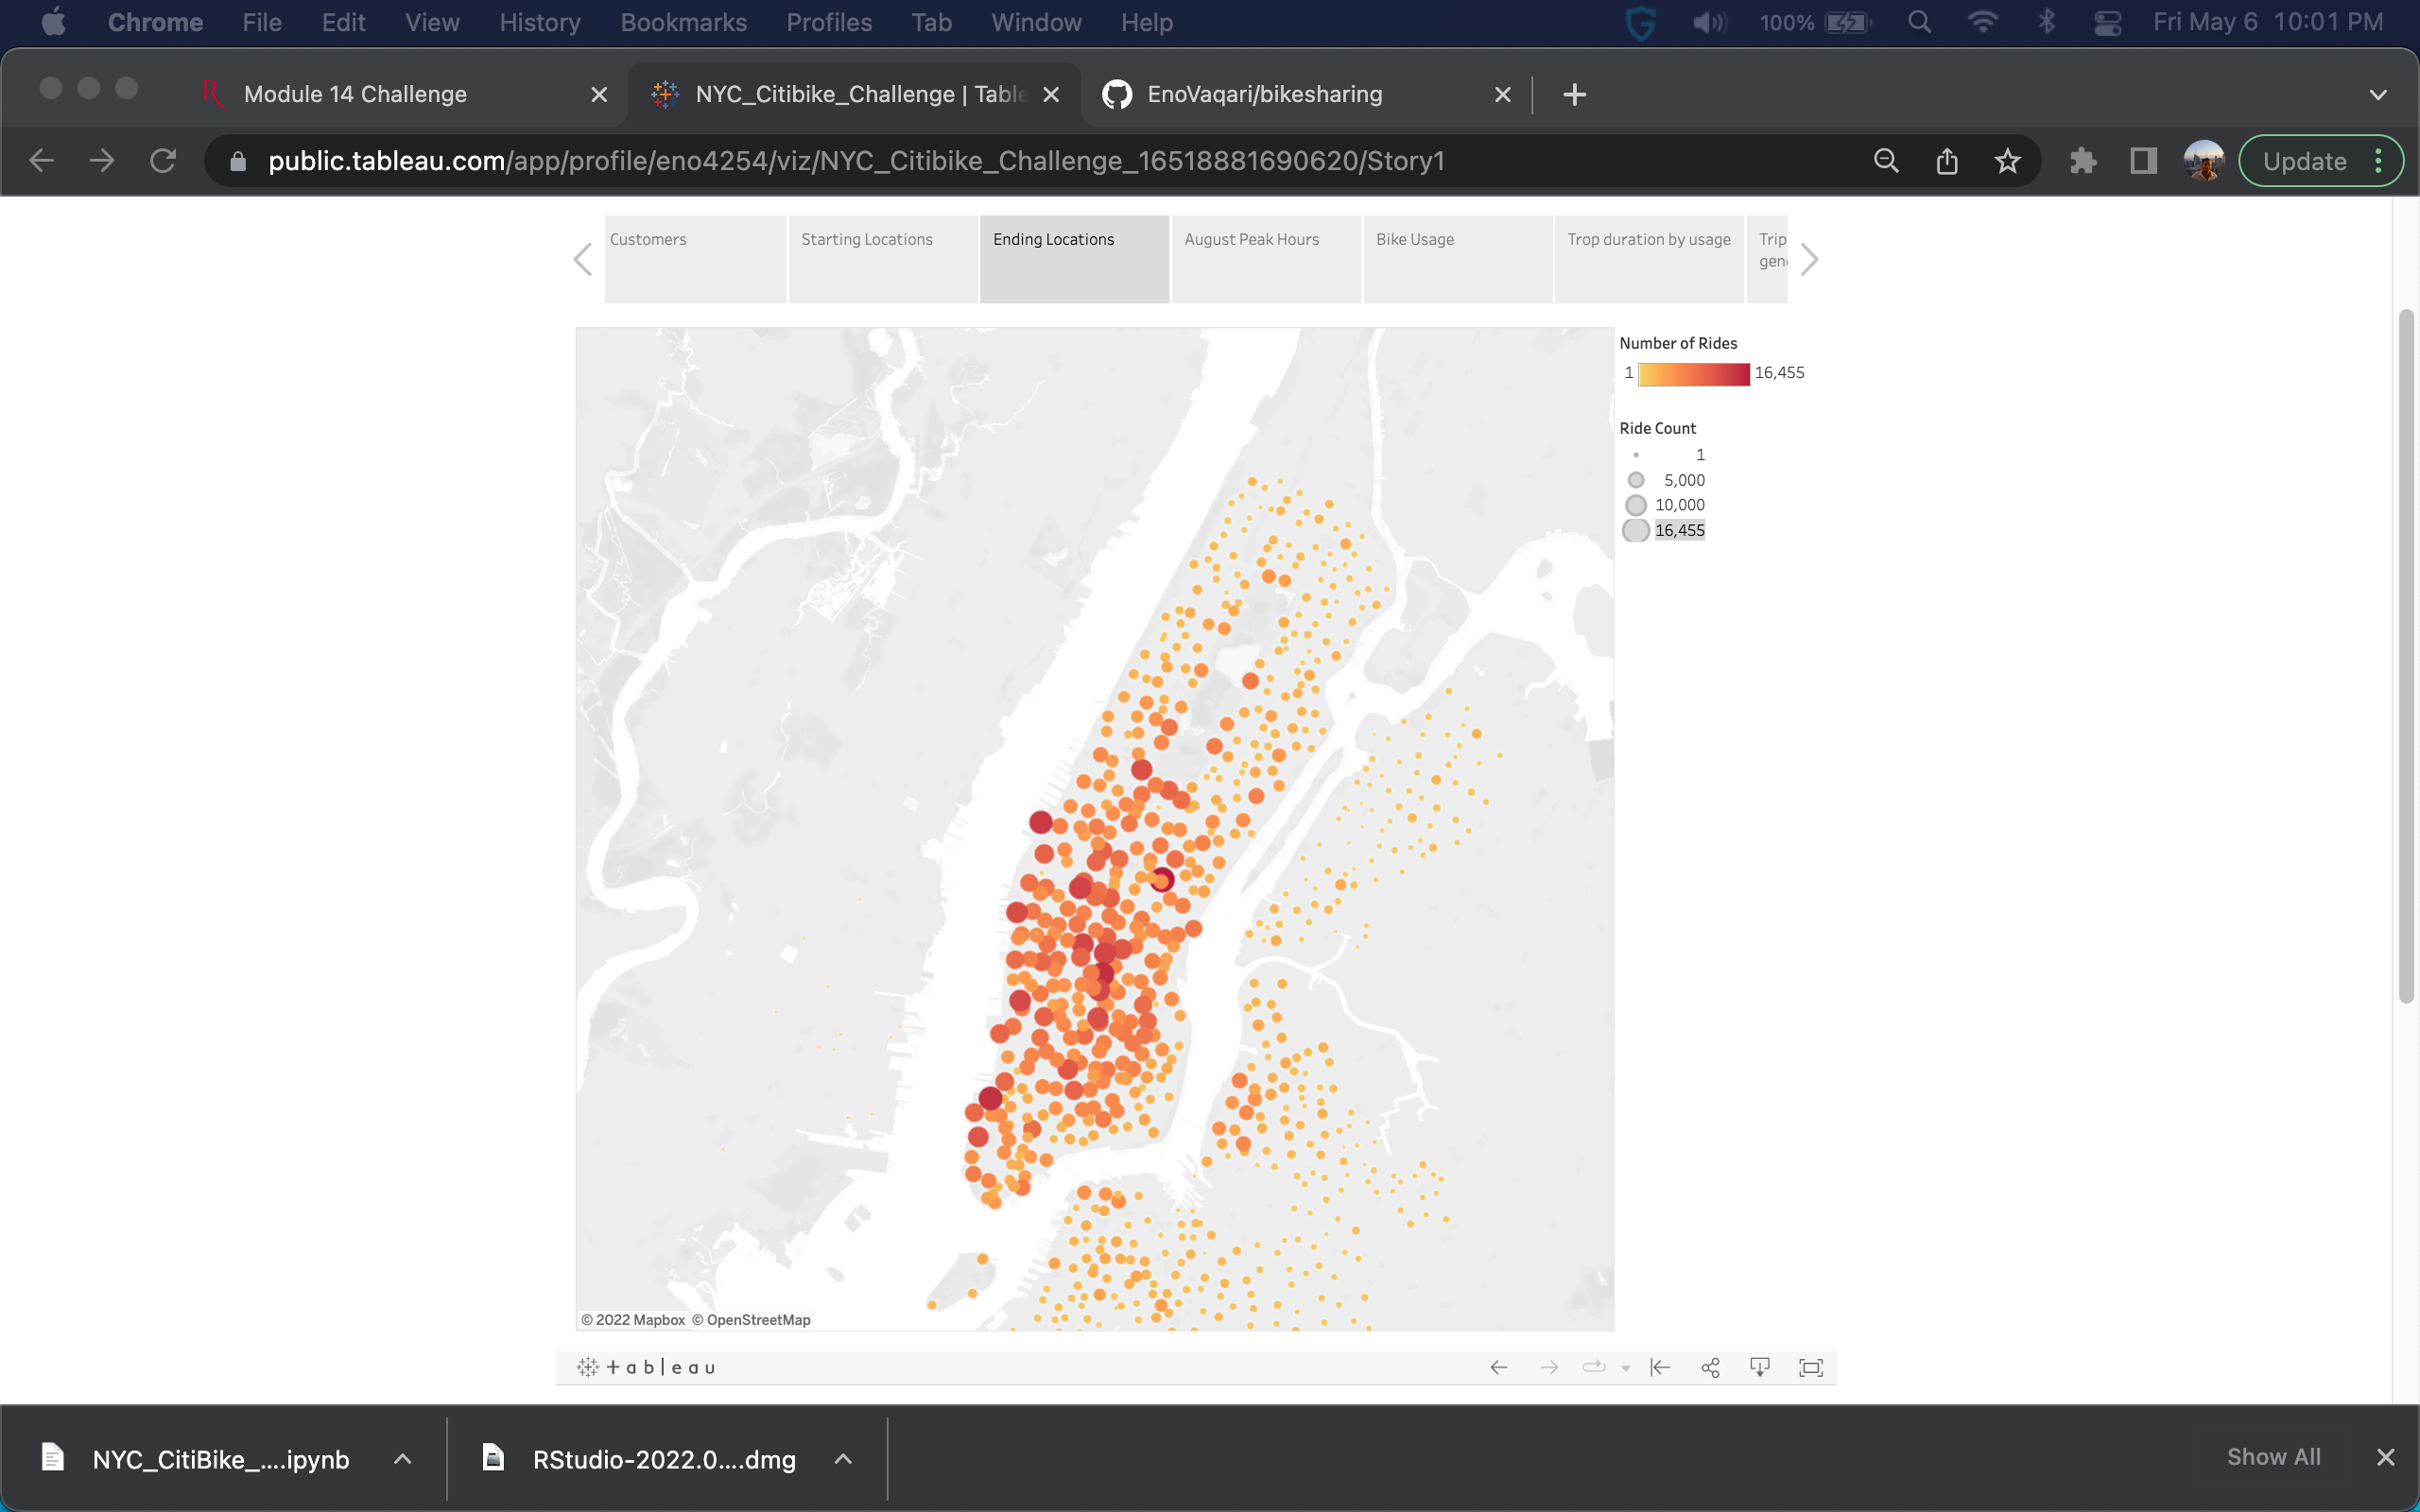 Chrome File Edit View History Bookmarks Profiles Tab Window Help 100% Fri May 6 10:01 PM
Module 14 Challenge NYC_Citibike_Challenge | Table EnoVaqari/bikesharing
public.tableau.com/app/profile/eno4254/viz/NYC_Citibike_Challenge_16518881690620/Story1 Update
Customers Starting Locations Ending Locations August Peak Hours Bike Usage Trop duration by usage Trip
gen
Number of Rides
1 16,455
Ride Count
1
5,000
10,000
16,455
© 2022 Mapbox © OpenStreetMap
+ableau
NYC_CitiBike_....ipynb RStudio-2022.0....dmg Show All